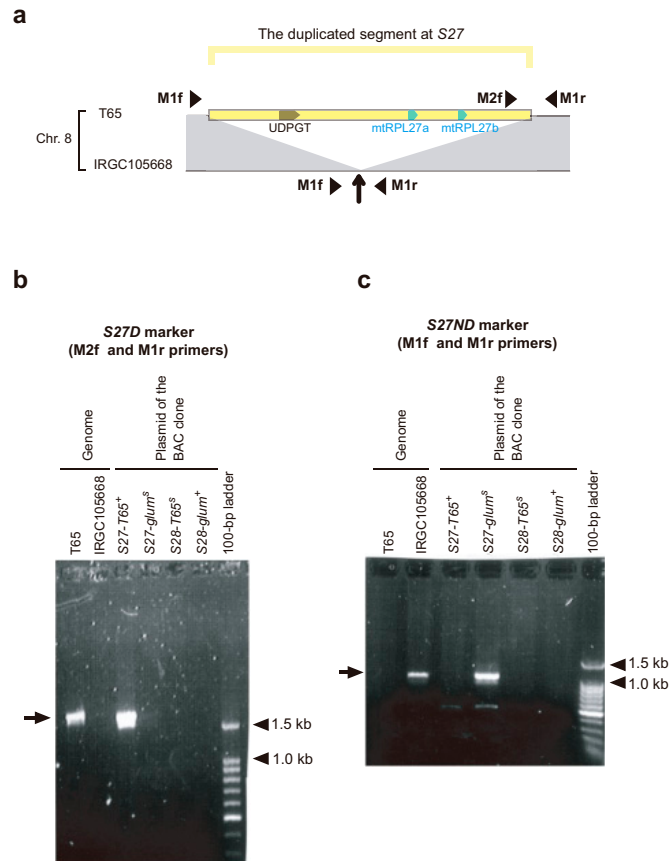 a
The duplicated segment at S27
M1f
M2f
M1r
T65
UDPGT
mtRPL27a
mtRPL27b
Chr. 8
IRGC105668
M1f
M1r
b
S27D marker
(M2f and M1r primers)
Genome
Plasmid of the
BAC clone
T65
IRGC105668
S27-T65+
S27-glums
S28-T65s
S28-glum+
100-bp ladder
1.5 kb
1.0 kb
c
S27ND marker
(M1f and M1r primers)
Genome
Plasmid of the
BAC clone
T65
IRGC105668
S27-T65+
S27-glums
S28-T65s
S28-glum+
100-bp ladder
1.5 kb
1.0 kb